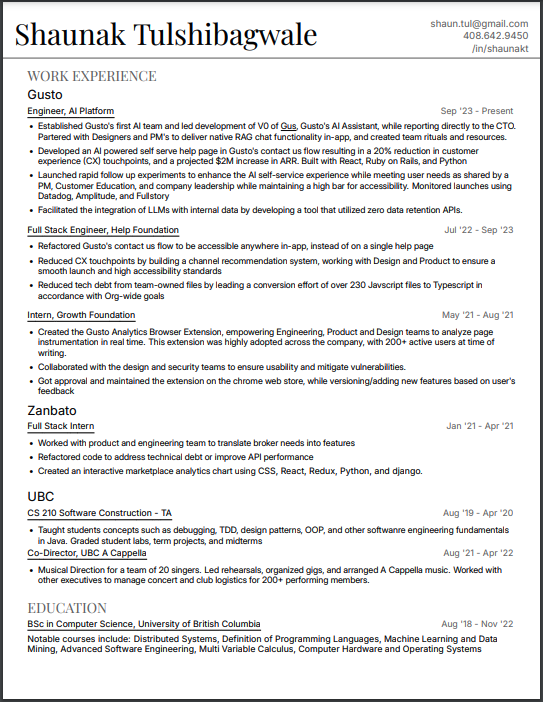 Shaunak Tulshibagwale
shaun.tul@gmail.com
408.642.9450
/in/shaunakt
WORK EXPERIENCE
Gusto
Engineer, AI Platform Sep '23 - Present
• Established Gusto's first AI team and led development of V0 of Gus, Gusto's AI Assistant, while reporting directly to the CTO.
Partered with Designers and PM's to deliver native RAG chat functionality in-app, and created team rituals and resources.
• Developed an AI powered self serve help page in Gusto's contact us flow resulting in a 20% reduction in customer
experience (CX) touchpoints, and a projected $2M increase in ARR. Built with React, Ruby on Rails, and Python
• Launched rapid follow up experiments to enhance the AI self-service experience while meeting user needs as shared by a
PM, Customer Education, and company leadership while maintaining a high bar for accessibility. Monitored launches using
Datadog, Amplitude, and Fullstory
• Facilitated the integration of LLMs with internal data by developing a tool that utilized zero data retention APIs.
Full Stack Engineer, Help Foundation Jul '22 - Sep '23
• Refactored Gusto's contact us flow to be accessible anywhere in-app, instead of on a single help page
• Reduced CX touchpoints by building a channel recommendation system, working with Design and Product to ensure a
smooth launch and high accessibility standards
• Reduced tech debt from team-owned files by leading a conversion effort of over 230 Javscript files to Typescript in
accordance with Org-wide goals
Intern, Growth Foundation May '21 - Aug '21
• Created the Gusto Analytics Browser Extension, empowering Engineering, Product and Design teams to analyze page
instrumentation in real time. This extension was highly adopted across the company, with 200+ active users at time of
writing.
• Collaborated with the design and security teams to ensure usability and mitigate vulnerabilities.
• Got approval and maintained the extension on the chrome web store, while versioning/adding new features based on user's
feedback
Zanbato
Full Stack Intern Jan '21 - Apr '21
• Worked with product and engineering team to translate broker needs into features
• Refactored code to address technical debt or improve API performance
• Created an interactive marketplace analytics chart using CSS, React, Redux, Python, and django.
UBC
CS 210 Software Construction - TA Aug '19 - Apr '20
• Taught students concepts such as debugging, TDD, design patterns, OOP, and other softwarre engineering fundamentals
in Java. Graded student labs, term projects, and midterms
Co-Director, UBC A Cappella Aug '21 - Apr '22
• Musical Direction for a team of 20 singers. Led rehearsals, organized gigs, and arranged A Cappella music. Worked with
other executives to manage concert and club logistics for 200+ performing members.
EDUCATION
BSc in Computer Science, University of British Columbia Aug '18 - Nov '22
Notable courses include: Distributed Systems, Definition of Programming Languages, Machine Learning and Data
Mining, Advanced Software Engineering, Multi Variable Calculus, Computer Hardware and Operating Systems